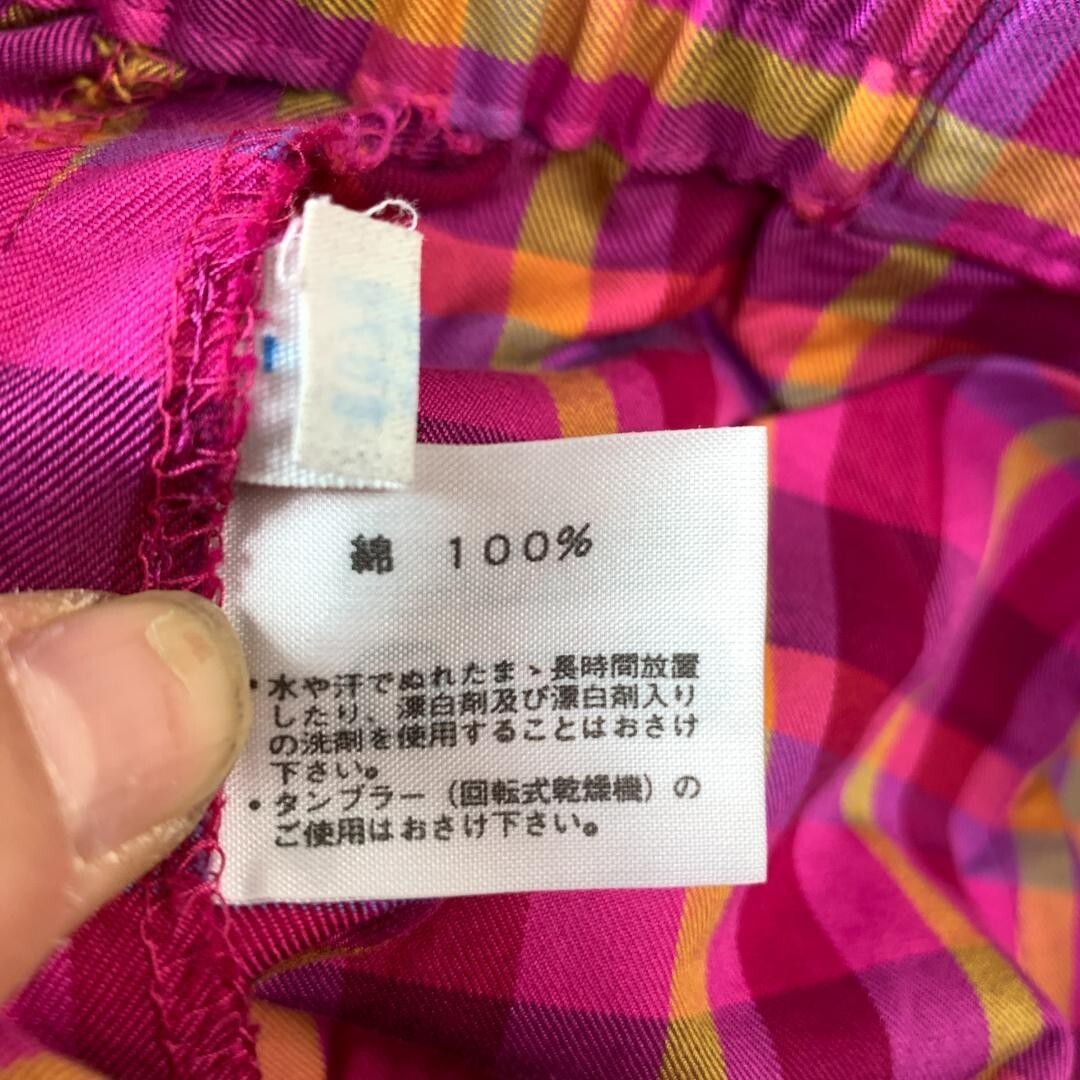 綿 100%
・水や汗でぬれたまゝ長時間放置
したり、漂白剤及び漂白剤入り
の洗剤を使用することはおさけ
下さい。
・タンブラー（回転式乾燥機）の
ご使用はおさけ下さい。